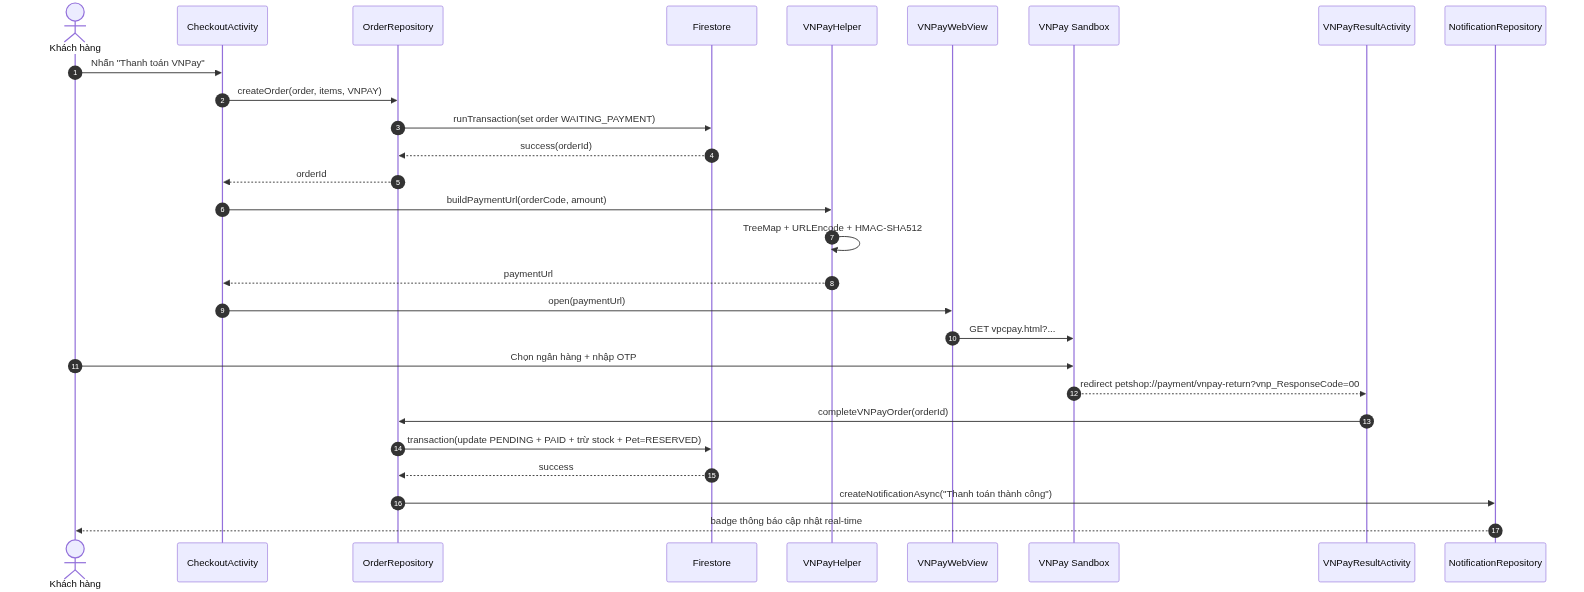 CheckoutActivity
OrderRepository
Firestore
VNPayHelper
VNPayWebView
VNPay Sandbox
VNPayResultActivity
NotificationRepository
Khách hàng
Nhấn "Thanh toán VNPay"
1
createOrder(order, items, VNPAY)
2
runTransaction(set order WAITING_PAYMENT)
3
success(orderId)
4
orderId
5
buildPaymentUrl(orderCode, amount)
6
TreeMap + URLEncode + HMAC-SHA512
7
paymentUrl
8
open(paymentUrl)
9
GET vpcpay.html?...
10
Chọn ngân hàng + nhập OTP
11
redirect petshop://payment/vnpay-return?vnp_ResponseCode=00
12
completeVNPayOrder(orderId)
13
transaction(update PENDING + PAID + trừ stock + Pet=RESERVED)
14
success
15
createNotificationAsync("Thanh toán thành công")
16
badge thông báo cập nhật real-time
17
Khách hàng
CheckoutActivity
OrderRepository
Firestore
VNPayHelper
VNPayWebView
VNPay Sandbox
VNPayResultActivity
NotificationRepository